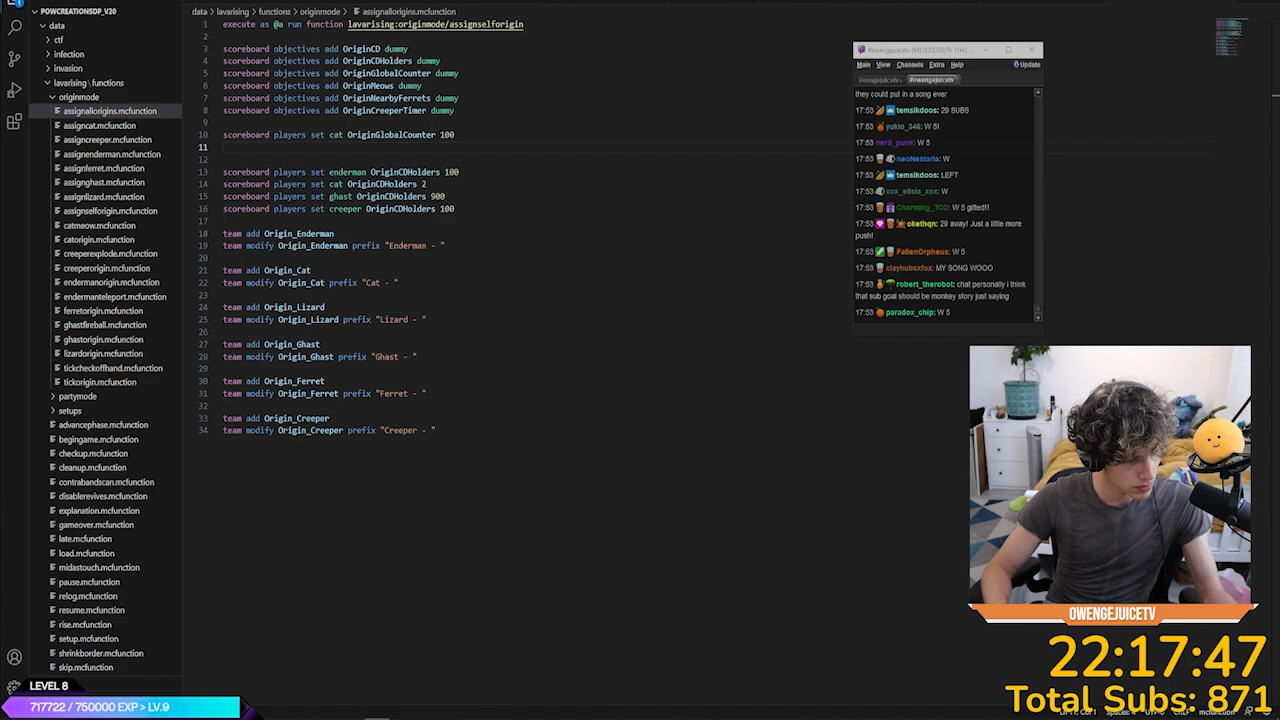 POWCREATIONSDP_V20
data
ctf
infection
invasion
lavarising \ functions
originmode
assignallorigins.mcfunction
assigncat.mcfunction
assigncreeper.mcfunction
assignenderman.mcfunction
assignferret.mcfunction
assignghast.mcfunction
assignlizard.mcfunction
assignselforigin.mcfunction
catmeow.mcfunction
catorigin.mcfunction
creeperexplode.mcfunction
creeperorigin.mcfunction
endermanorigin.mcfunction
endermanteleport.mcfunction
ferretorigin.mcfunction
ghastfireball.mcfunction
ghastorigin.mcfunction
lizardorigin.mcfunction
tickcheckoffhand.mcfunction
tickorigin.mcfunction
partymode
setups
advancephase.mcfunction
begingame.mcfunction
checkup.mcfunction
cleanup.mcfunction
contrabandscan.mcfunction
disablerevives.mcfunction
explanation.mcfunction
gameover.mcfunction
late.mcfunction
load.mcfunction
midastouch.mcfunction
pause.mcfunction
relog.mcfunction
resume.mcfunction
rise.mcfunction
setup.mcfunction
shrinkborder.mcfunction
skip.mcfunction
data > lavarising > functions > originmode > assignallorigins.mcfunction
1 execute as @a run function lavarising:originmode/assignselforigin
2
3 scoreboard objectives add OriginCD dummy
4 scoreboard objectives add OriginCDHolders dummy
5 scoreboard objectives add OriginGlobalCounter dummy
6 scoreboard objectives add OriginMeows dummy
7 scoreboard objectives add OriginNearbyFerrets dummy
8 scoreboard objectives add OriginCreeperTimer dummy
9
10 scoreboard players set cat OriginGlobalCounter 100
11
12
13 scoreboard players set enderman OriginCDHolders 100
14 scoreboard players set cat OriginCDHolders 2
15 scoreboard players set ghast OriginCDHolders 900
16 scoreboard players set creeper OriginCDHolders 100
17
18 team add Origin_Enderman
19 team modify Origin_Enderman prefix "Enderman - "
20
21 team add Origin_Cat
22 team modify Origin_Cat prefix "Cat - "
23
24 team add Origin_Lizard
25 team modify Origin_Lizard prefix "Lizard - "
26
27 team add Origin_Ghast
28 team modify Origin_Ghast prefix "Ghast - "
29
30 team add Origin_Ferret
31 team modify Origin_Ferret prefix "Ferret - "
32
33 team add Origin_Creeper
34 team modify Origin_Creeper prefix "Creeper - "
Main View Channels Extra Help Update
#owengejuicetv #owengejuicetv
they could put in a song ever
17:53 temsikdoos: 29 SUBS
17:53 yukio_346: W 5!
17:53 nerd_punk: W 5
17:53 neoNestaria: W
17:53 temsikdoos: LEFT
17:53 xox_elisia_xox: W
17:53 Charming_TCO: W 5 gifted!!
17:53 okethqn: 29 away! Just a little more
push!
17:53 FallenOrpheus: W 5
17:53 clayhubsxfox: MY SONG WOOO
17:53 robert_therobot: chat personally i think
that sub goal should be monkey story just saying
17:53 paradox_chip: W 5
OWENGEJUICETV
22:17:47
Total Subs: 871
LEVEL 8
717722 / 750000 EXP > LV.9